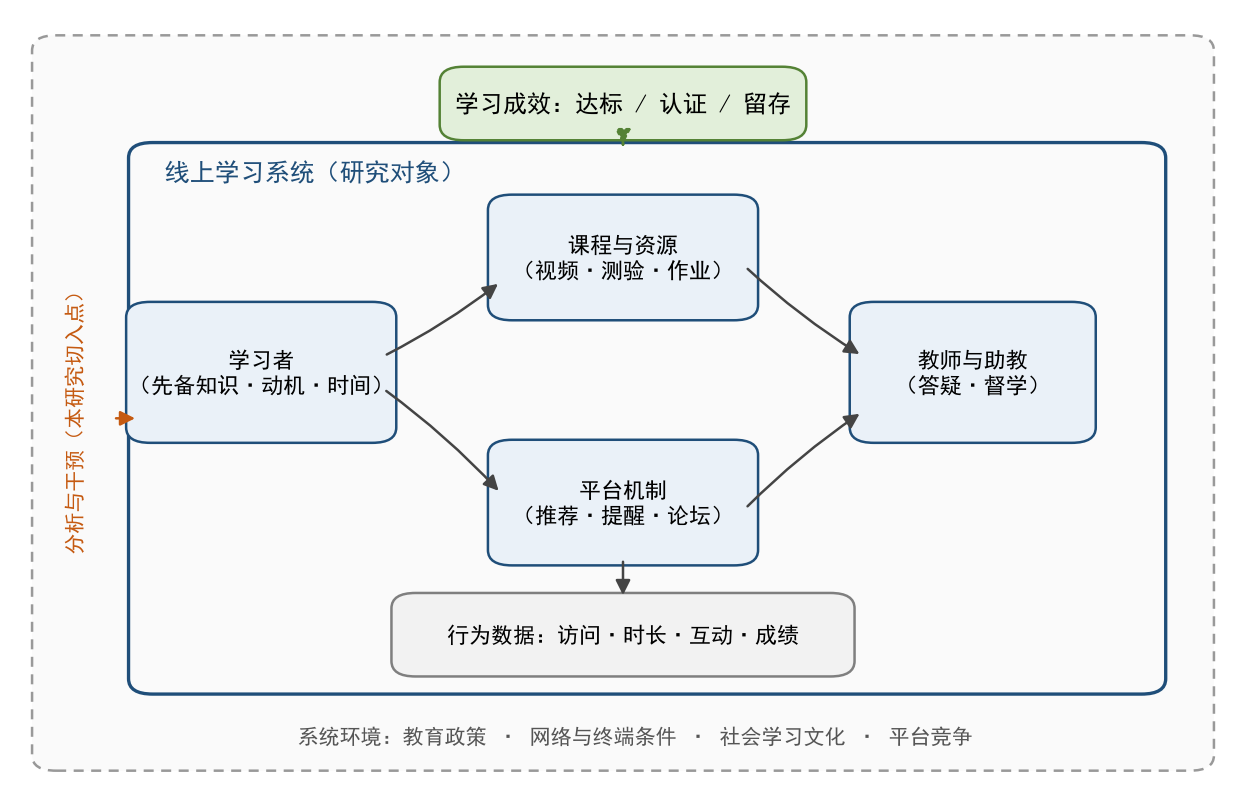 学习成效：达标 / 认证 / 留存
线上学习系统（研究对象）
课程与资源
（视频·测验·作业）
学习者
（先备知识·动机·时间）
教师与助教
（答疑·督学）
分析与干预（本研究切入点）
平台机制
（推荐·提醒·论坛）
行为数据：访问·时长·互动·成绩
系统环境：教育政策 · 网络与终端条件 · 社会学习文化 · 平台竞争